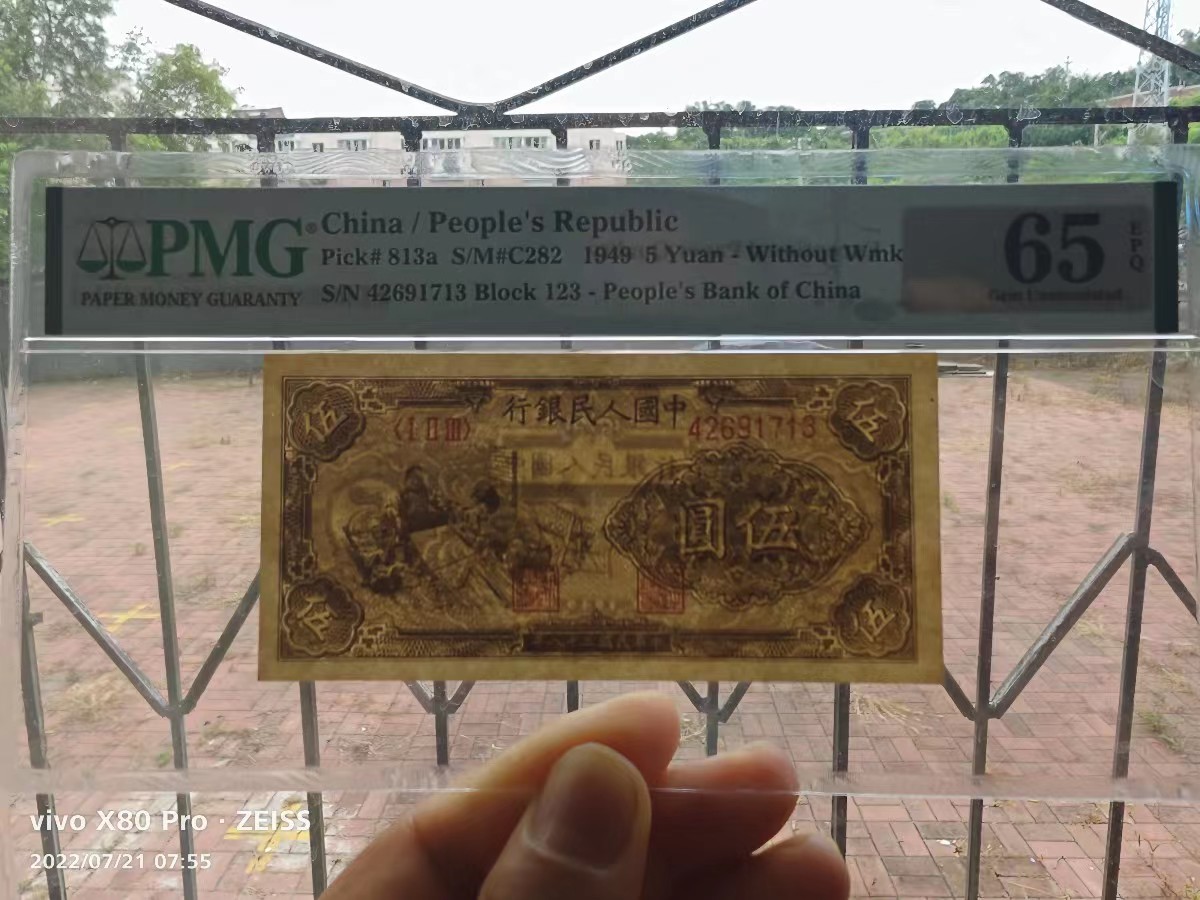 PMG®
PAPER MONEY GUARANTY
China / People's Republic
Pick# 813a S/M#C282 1949 5 Yuan - Without Wmk
S/N 42691713 Block 123 - People's Bank of China
65
EPQ
Gem Uncirculated
行銀民人國中
〈I II III〉
42691713
伍
伍
圓伍
伍
伍
vivo X80 Pro · ZEISS
2022/07/21 07:55